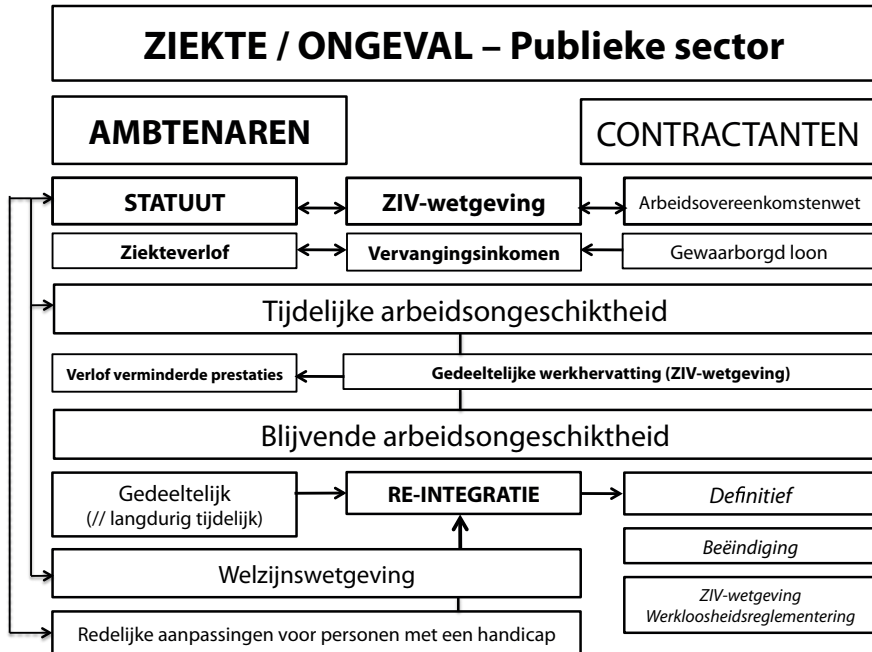 ZIEKTE / ONGEVAL – Publieke sector
AMBTENAREN
CONTRACTANTEN
STATUUT
ZIV-wetgeving
Arbeidsovereenkomstenwet
Ziekteverlof
Vervangingsinkomen
Gewaarborgd loon
Tijdelijke arbeidsongeschiktheid
Verlof verminderde prestaties
Gedeeltelijke werkhervatting (ZIV-wetgeving)
Blijvende arbeidsongeschiktheid
Gedeeltelijk
(// langdurig tijdelijk)
RE-INTEGRATIE
Definitief
Beëindiging
Welzijnswetgeving
ZIV-wetgeving
Werkloosheidsreglementering
Redelijke aanpassingen voor personen met een handicap